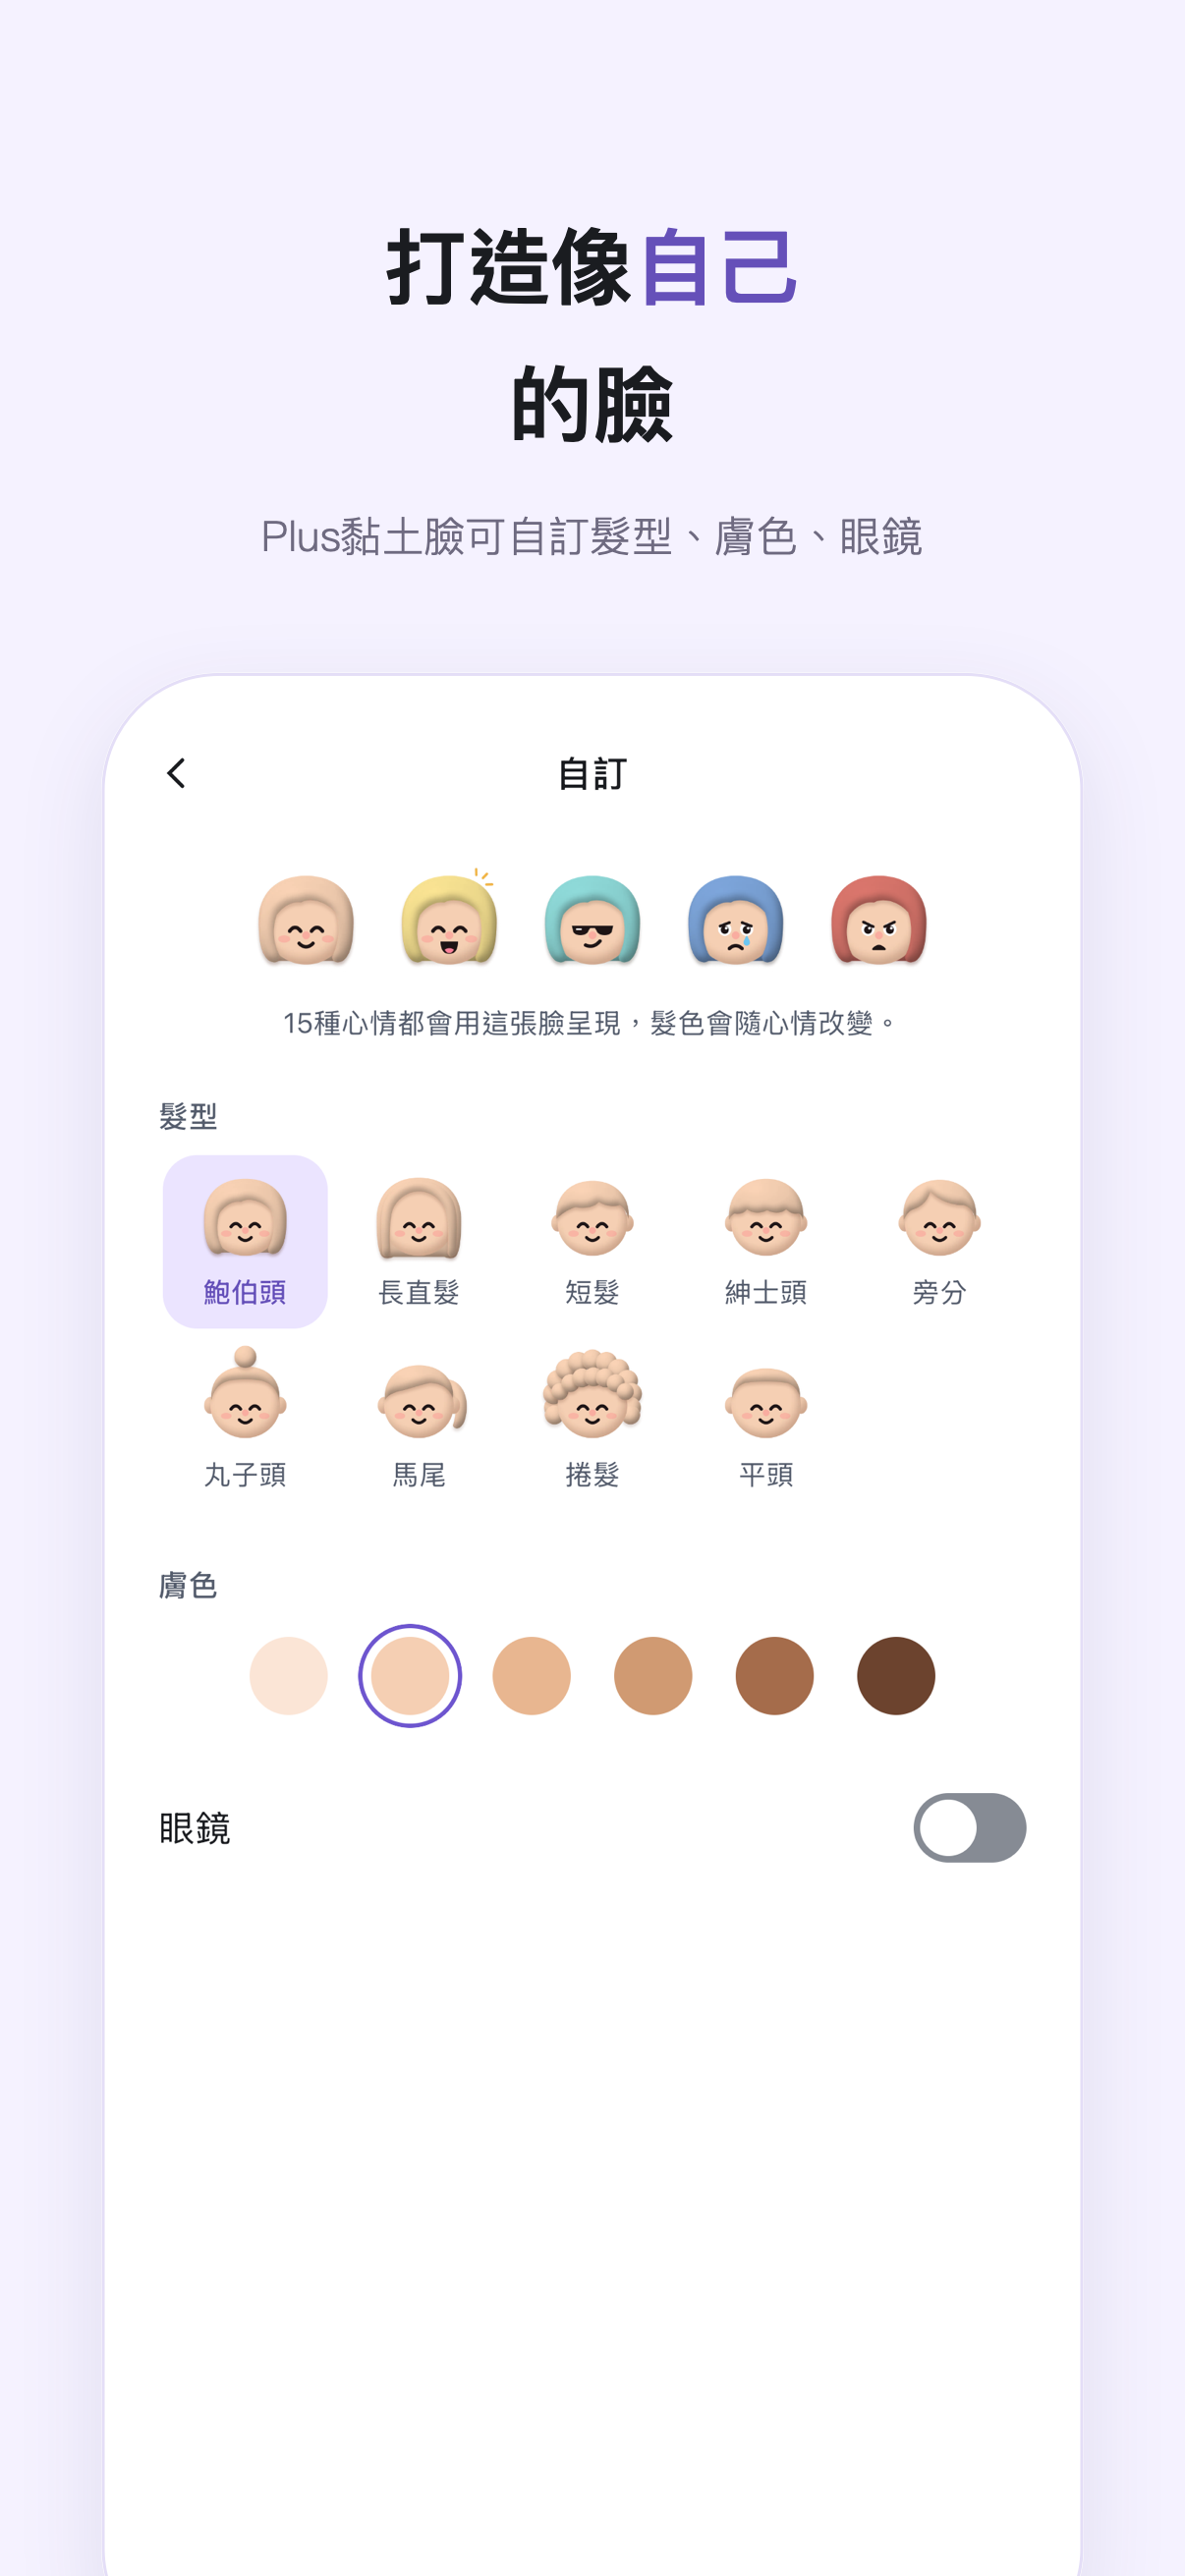 打造像自己
的臉
Plus黏土臉可自訂髮型、膚色、眼鏡
自訂
15種心情都會用這張臉呈現，髮色會隨心情改變。
髮型
鮑伯頭 長直髮 短髮 紳士頭 旁分
丸子頭 馬尾 捲髮 平頭
膚色
眼鏡